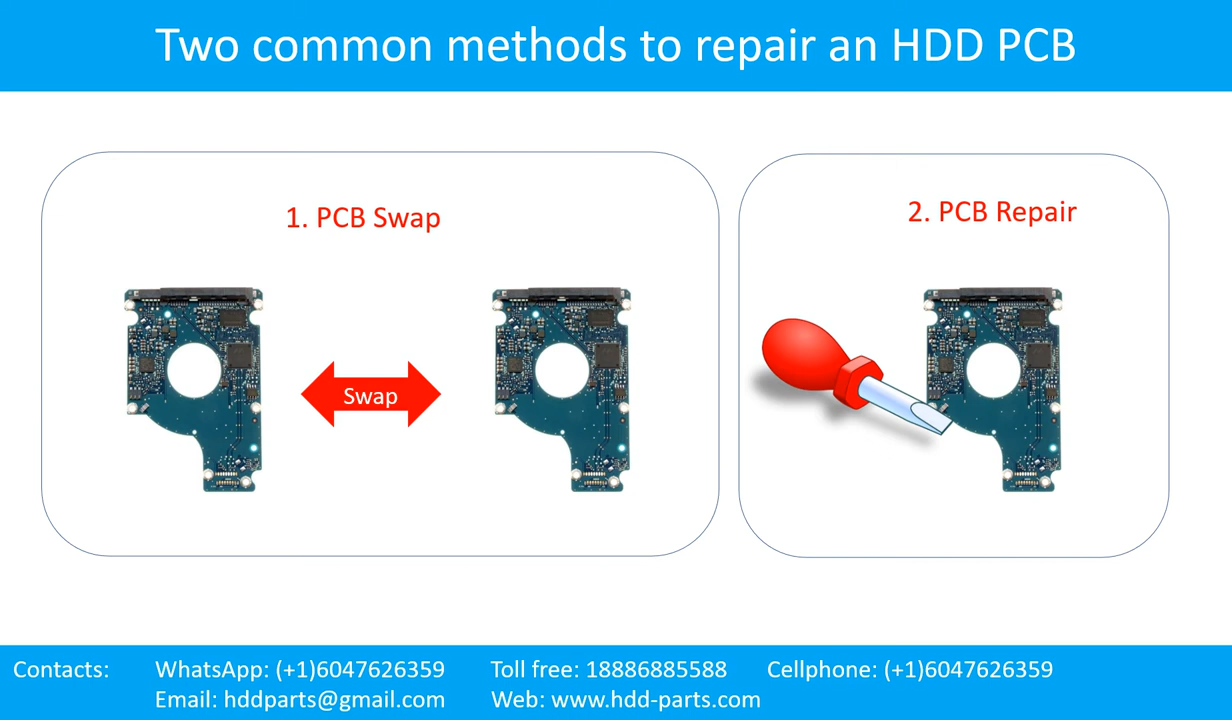 Two common methods to repair an HDD PCB
1. PCB Swap
2. PCB Repair
Swap
Contacts: WhatsApp: (+1)6047626359 Toll free: 18886885588 Cellphone: (+1)6047626359
Email: hddparts@gmail.com Web: www.hdd-parts.com